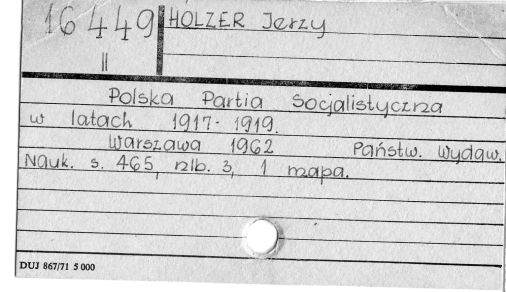 16449 HOLZER Jerzy
II
Polska Partia Socjalistyczna
w latach 1917-1919.
Warszawa 1962 Państw. Wydaw.
Nauk. s. 465, nlb. 3, 1 mapa.
DUJ 867/71 5 000